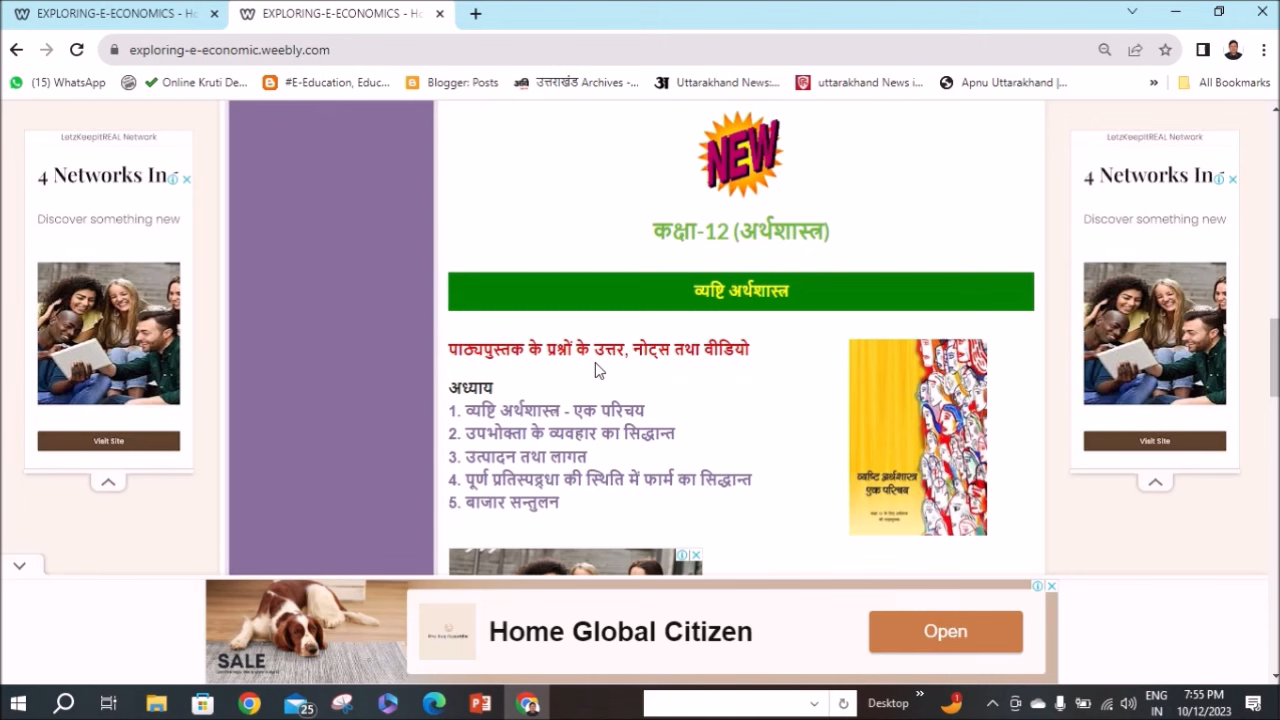 EXPLORING-E-ECONOMICS - Ho
EXPLORING-E-ECONOMICS - Ho
exploring-e-economic.weebly.com
(15) WhatsApp
Online Kruti De...
#E-Education, Educ...
Blogger: Posts
उत्तराखंड Archives -...
Uttarakhand News:...
uttarakhand News i...
Apnu Uttarakhand |...
»
All Bookmarks
LetzKeepItREAL Network
4 Networks In
Discover something new
Visit Site
NEW
कक्षा-12 (अर्थशास्त्र)
व्यष्टि अर्थशास्त्र
पाठ्यपुस्तक के प्रश्नों के उत्तर, नोट्स तथा वीडियो
अध्याय
1. व्यष्टि अर्थशास्त्र - एक परिचय
2. उपभोक्ता के व्यवहार का सिद्धान्त
3. उत्पादन तथा लागत
4. पूर्ण प्रतिस्पद्र्धा की स्थिति में फार्म का सिद्धान्त
5. बाजार सन्तुलन
व्यष्टि अर्थशास्त्र
एक परिचय
LetzKeepItREAL Network
4 Networks In
Discover something new
Visit Site
SALE
Home Global Citizen
Open
25
Desktop
»
1
ENG
IN
7:55 PM
10/12/2023